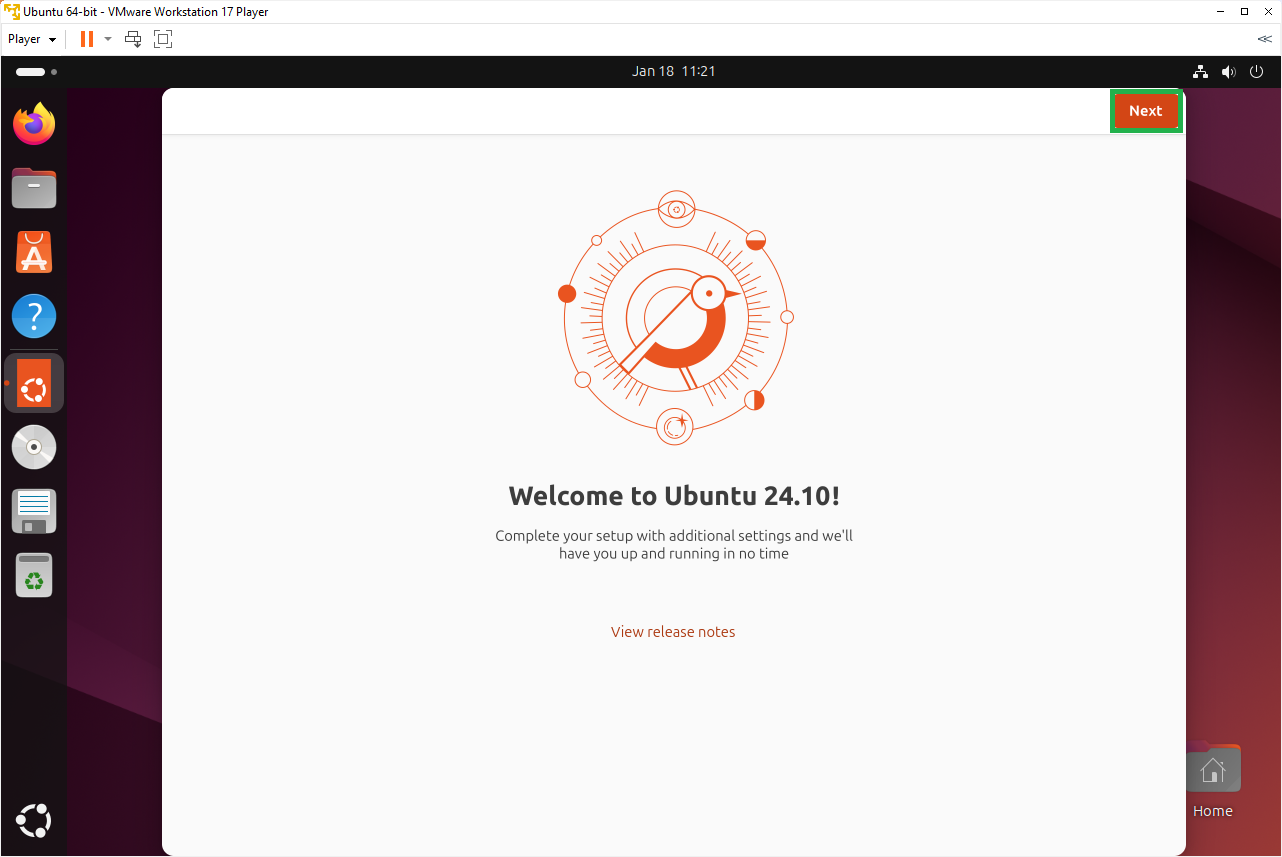 Ubuntu 64-bit - VMware Workstation 17 Player
Player
Jan 18 11:21
Next
Welcome to Ubuntu 24.10!
Complete your setup with additional settings and we'll
have you up and running in no time
View release notes
Home